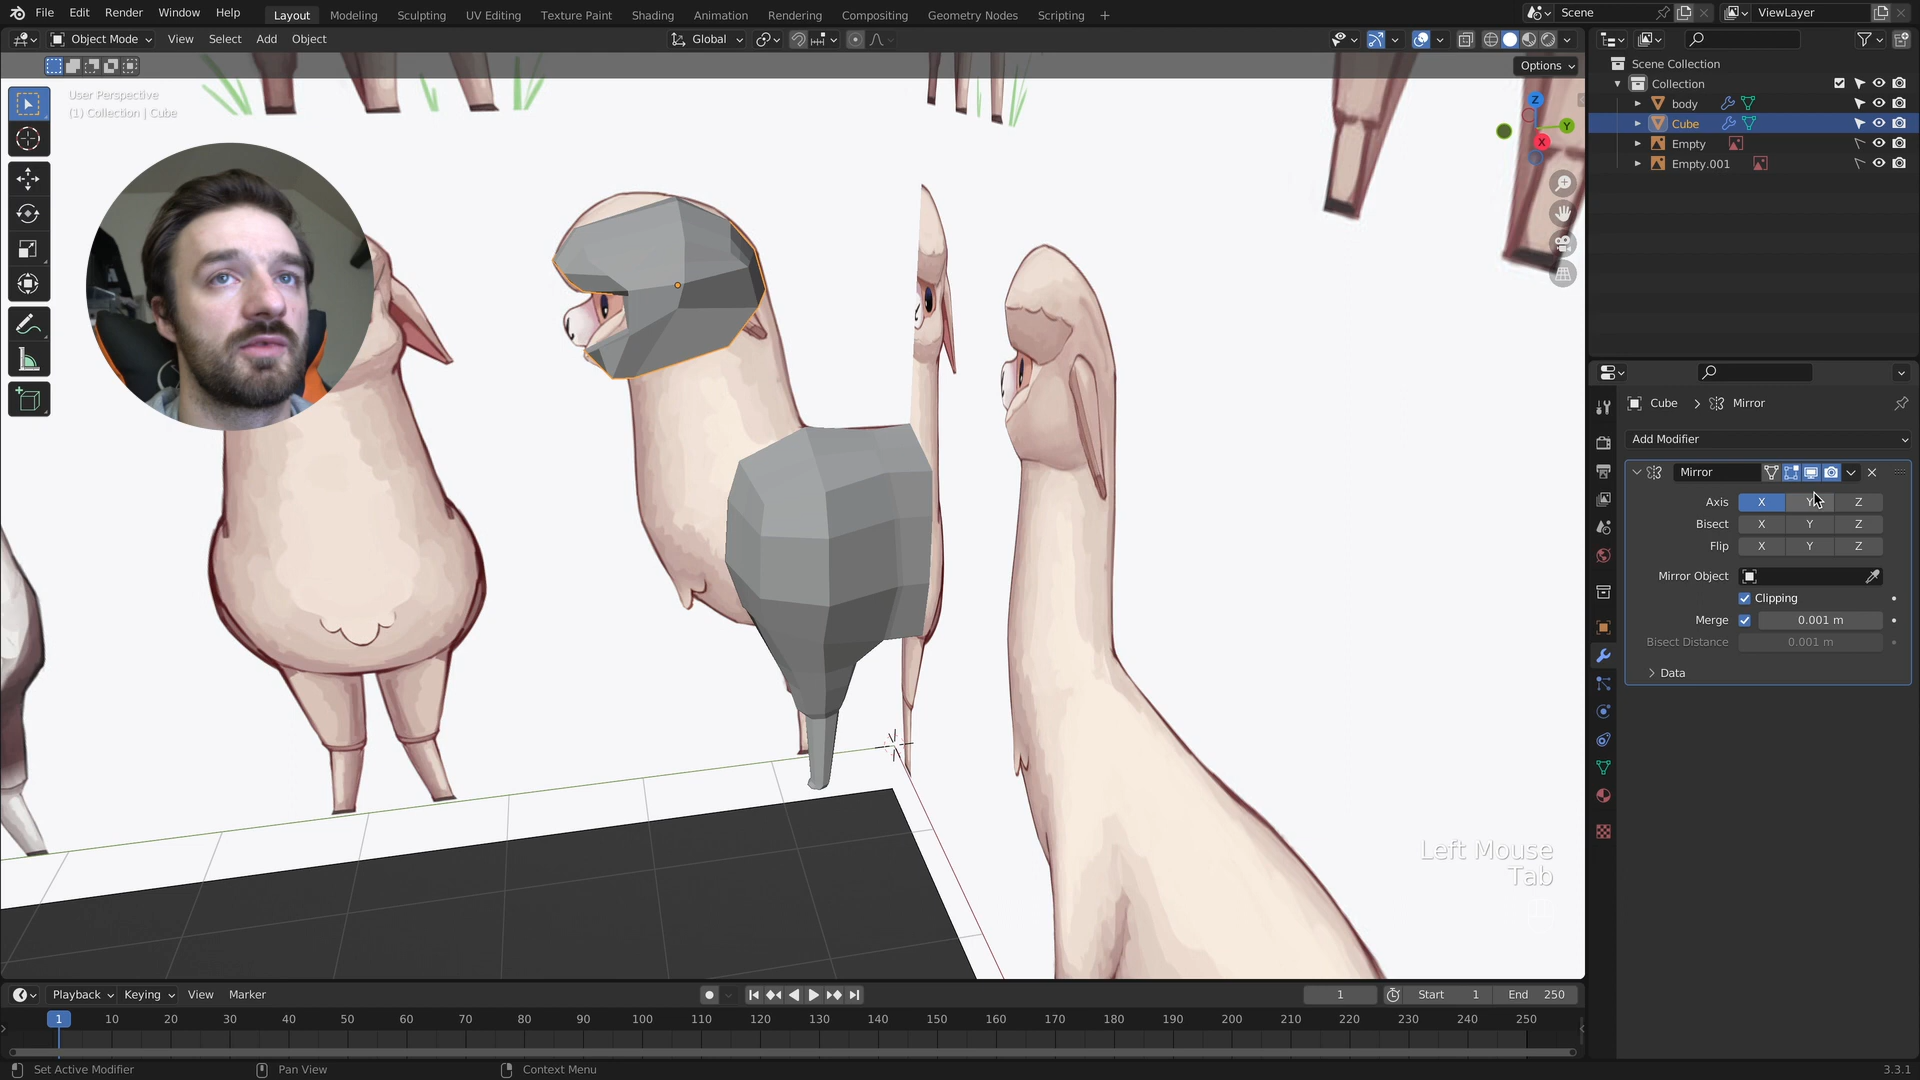 File Edit Render Window Help Layout Modeling Sculpting UV Editing Texture Paint Shading Animation Rendering Compositing Geometry Nodes Scripting + Scene ViewLayer
Object Mode View Select Add Object Global
Options
User Perspective
(1) Collection | Cube
Z
Y
X
Scene Collection
Collection
body
Cube
Empty
Empty.001
Cube > Mirror
Add Modifier
Mirror
Axis X Y Z
Bisect X Y Z
Flip X Y Z
Mirror Object
Clipping
Merge 0.001 m
Bisect Distance 0.001 m
Data
Left Mouse
Tab
Playback Keying View Marker 1 Start 1 End 250
1 10 20 30 40 50 60 70 80 90 100 110 120 130 140 150 160 170 180 190 200 210 220 230 240 250
Set Active Modifier Pan View Context Menu 3.3.1